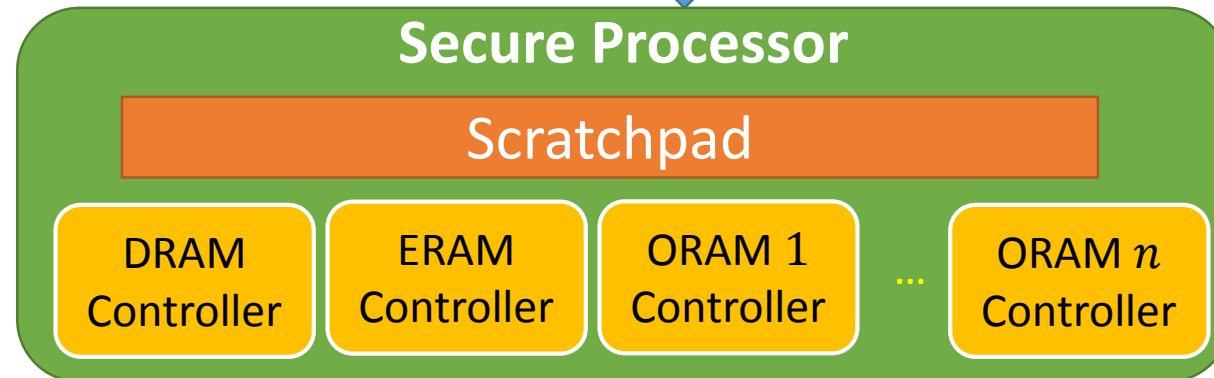 Secure Processor
Scratchpad
DRAM
Controller
ERAM
Controller
ORAM 1
Controller
...
ORAM n
Controller